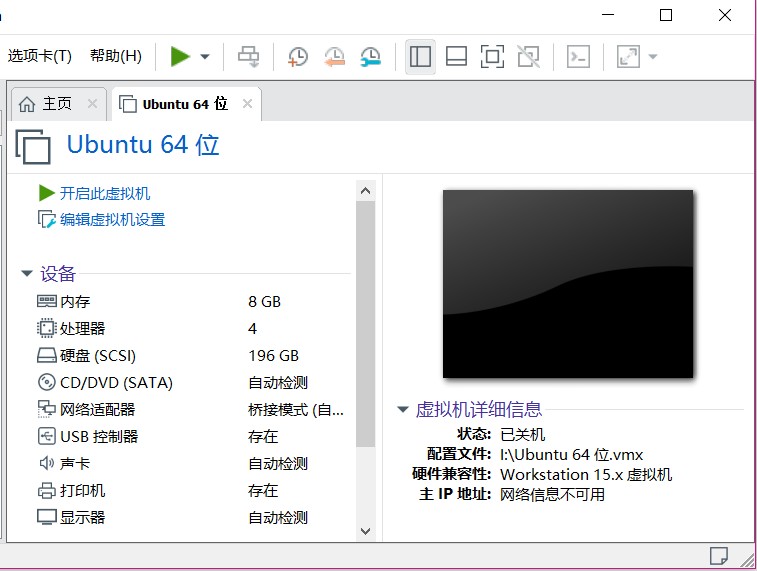 选项卡(T) 帮助(H)
主页 Ubuntu 64 位
Ubuntu 64 位
开启此虚拟机
编辑虚拟机设置
设备
内存 8 GB
处理器 4
硬盘 (SCSI) 196 GB
CD/DVD (SATA) 自动检测
网络适配器 桥接模式 (自...
USB 控制器 存在
声卡 自动检测
打印机 存在
显示器 自动检测
虚拟机详细信息
状态: 已关机
配置文件: I:\Ubuntu 64 位.vmx
硬件兼容性: Workstation 15.x 虚拟机
主 IP 地址: 网络信息不可用